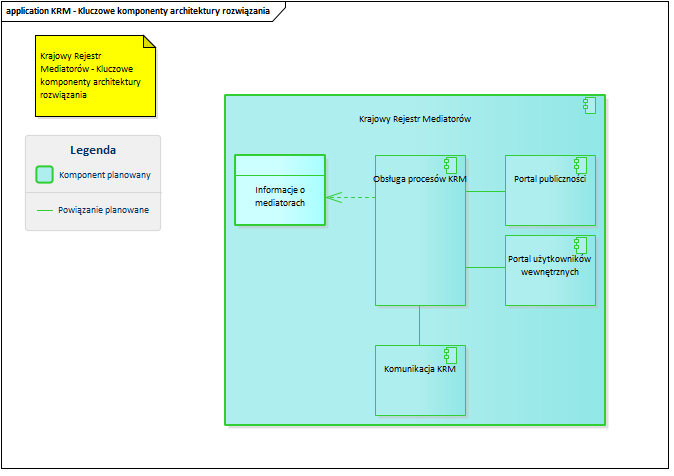 application KRM - Kluczowe komponenty architektury rozwiązania
Krajowy Rejestr
Mediatorów - Kluczowe
komponenty architektury
rozwiązania
Legenda
Komponent planowany
Powiązanie planowane
Krajowy Rejestr Mediatorów
Informacje o
mediatorach
Obsługa procesów KRM
Portal publiczności
Portal użytkowników
wewnętrznych
Komunikacja KRM